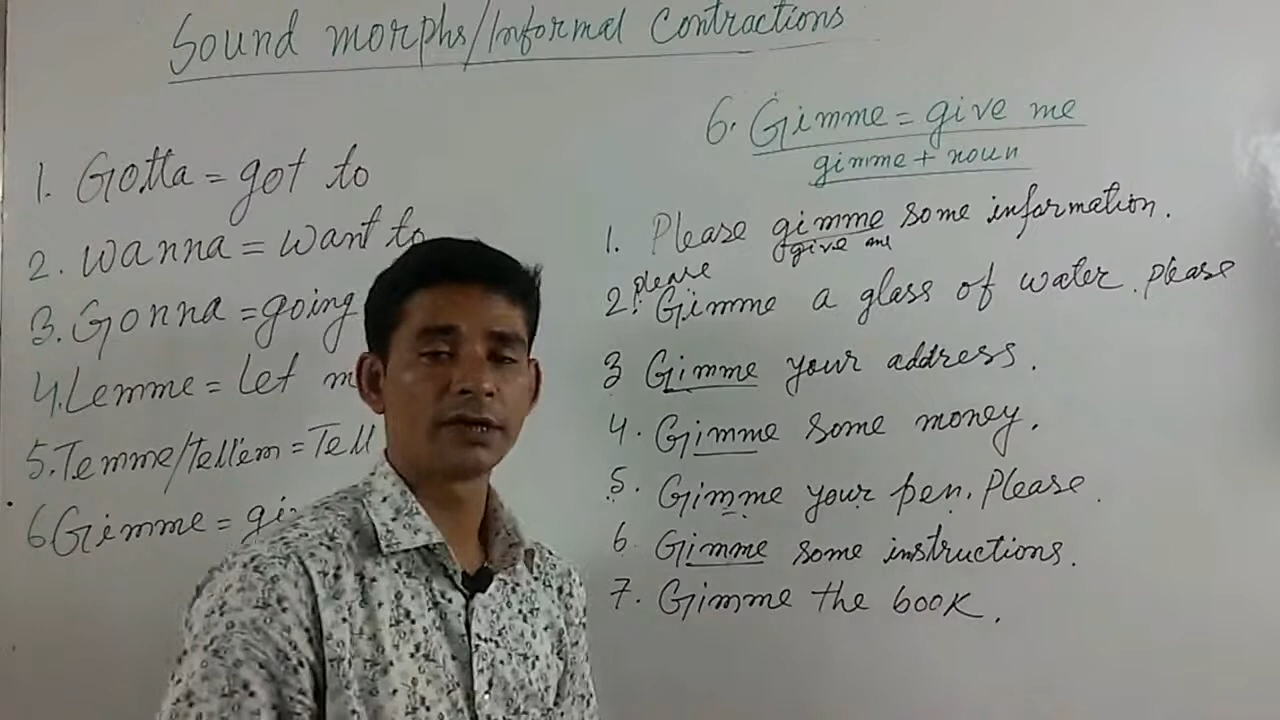 Sound morphs/Informal Contractions
1. Gotta = got to
2. wanna = want to
3. Gonna = going
4. Lemme = Let m
5. Temme/Tell'em = Tell
6 Gimme = gi
6. Gimme = give me
gimme + noun
1. Please gimme some information.
give me
please
2. Gimme a glass of water. please
3 Gimme your address.
4. Gimme some money.
5. Gimme your pen. Please.
6. Gimme some instructions.
7. Gimme the book.